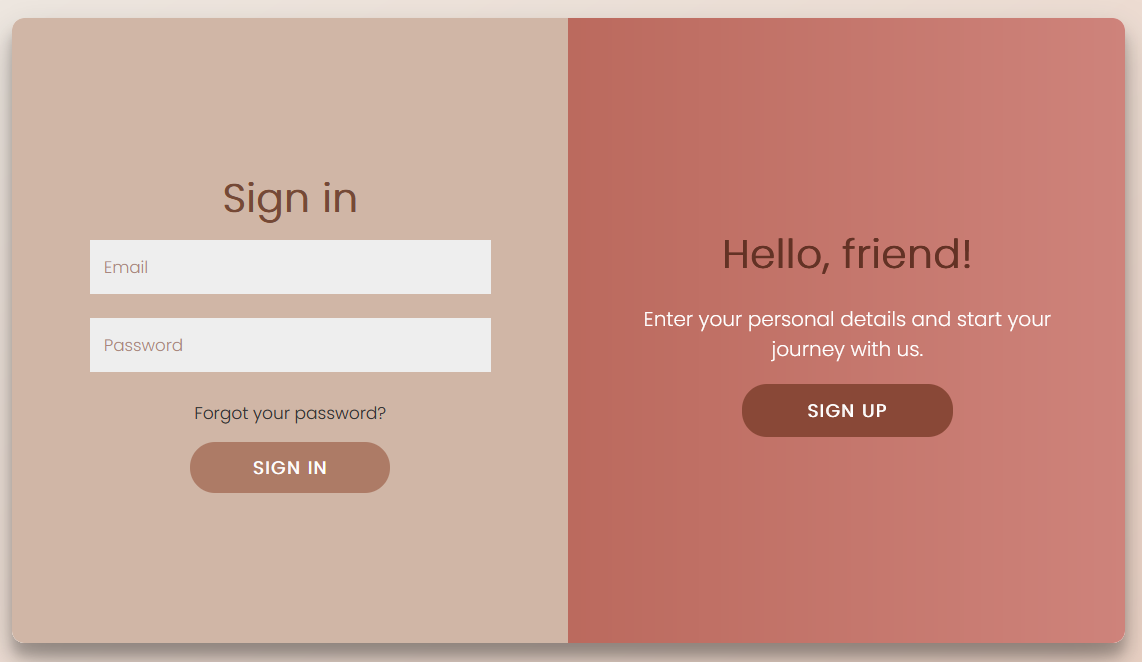 Sign in
Email
Password
Forgot your password?
SIGN IN
Hello, friend!
Enter your personal details and start your
journey with us.
SIGN UP